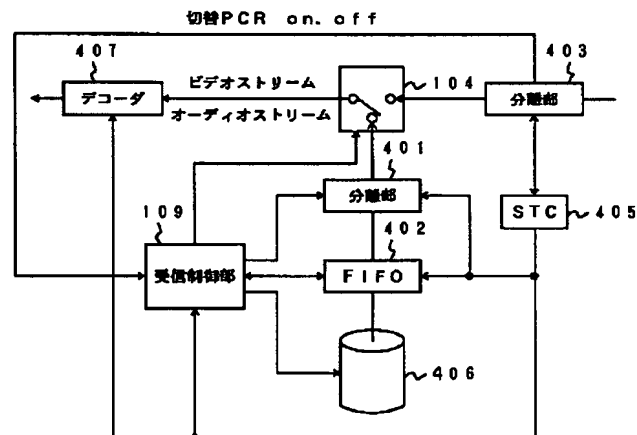 切替PCR on.off
407
403
デコーダ
ビデオストリーム
オーディオストリーム
104
分離部
401
分離部
STC
405
109
402
受信制御部
FIFO
406